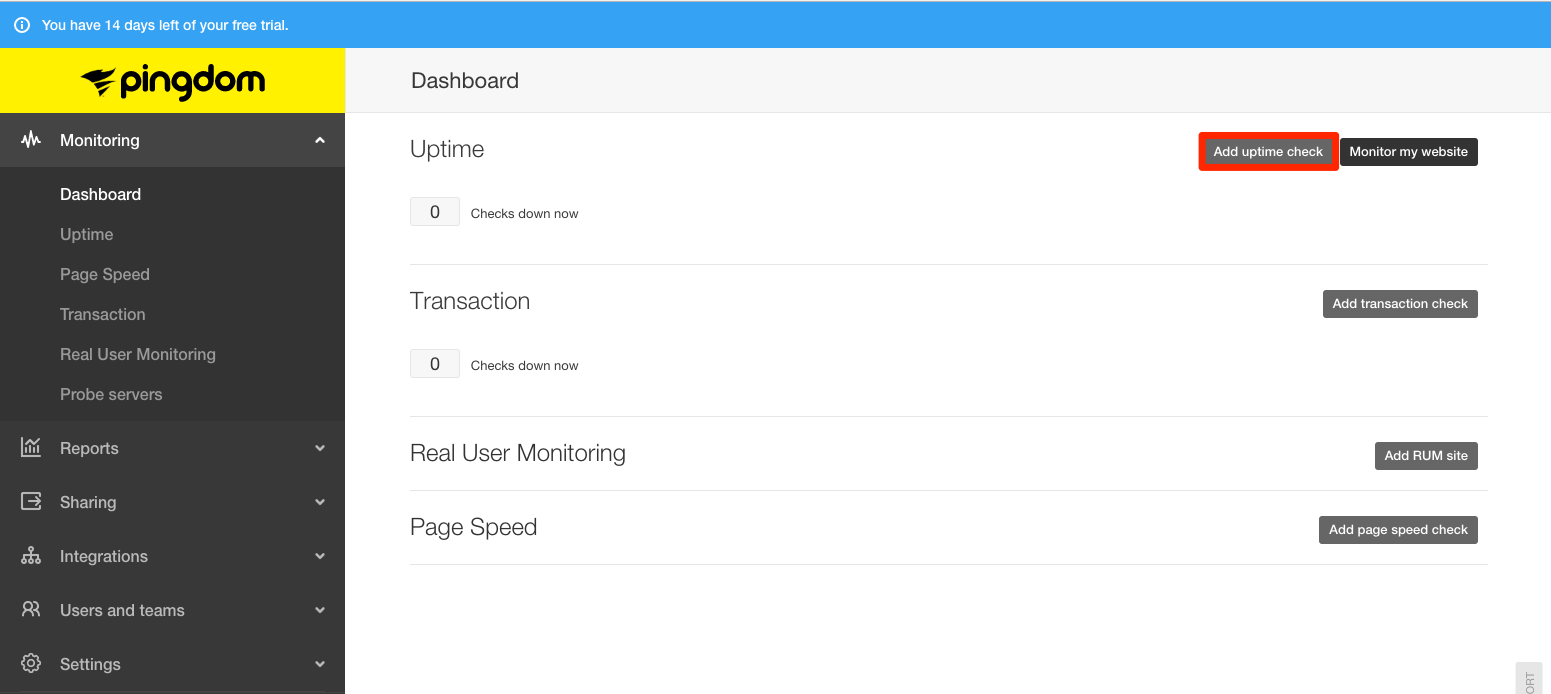 You have 14 days left of your free trial.
pingdom
Dashboard
Monitoring
Dashboard
Uptime
Page Speed
Transaction
Real User Monitoring
Probe servers
Reports
Sharing
Integrations
Users and teams
Settings
Uptime
Add uptime check
Monitor my website
0 Checks down now
Transaction
Add transaction check
0 Checks down now
Real User Monitoring
Add RUM site
Page Speed
Add page speed check